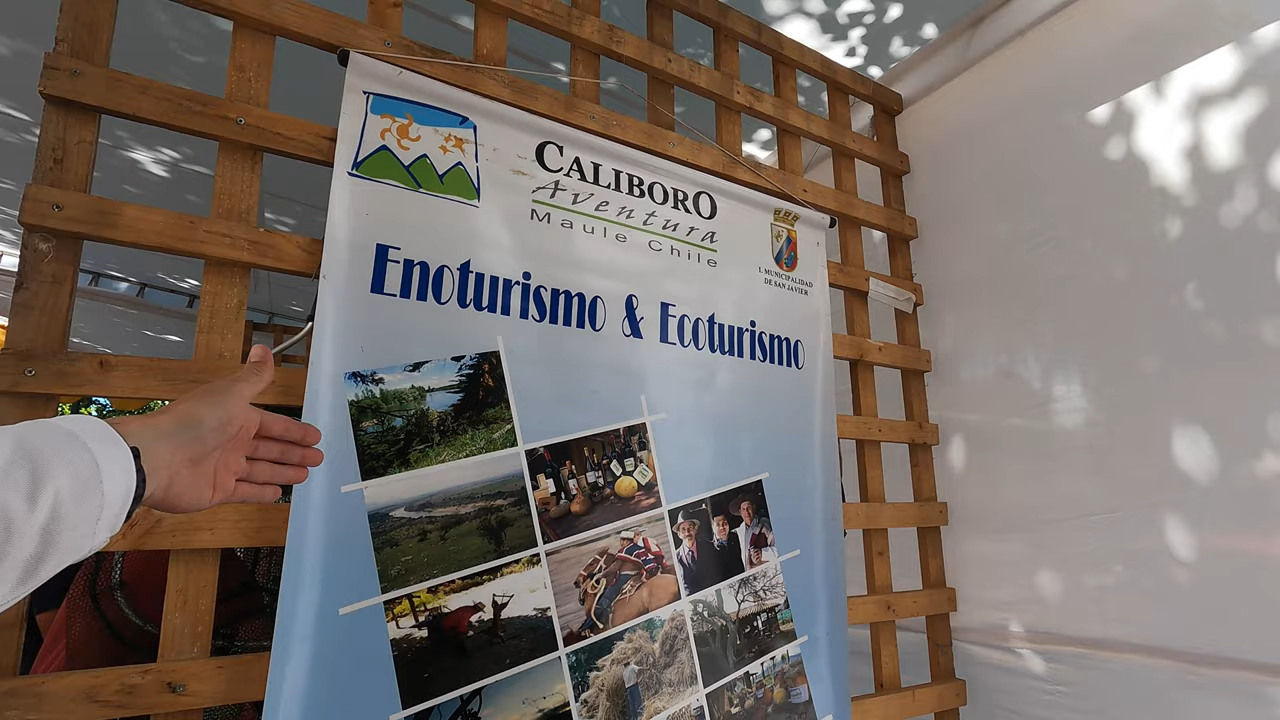 CALIBORO
Aventura
Maule Chile
I. MUNICIPALIDAD
DE SAN JAVIER
Enoturismo & Ecoturismo